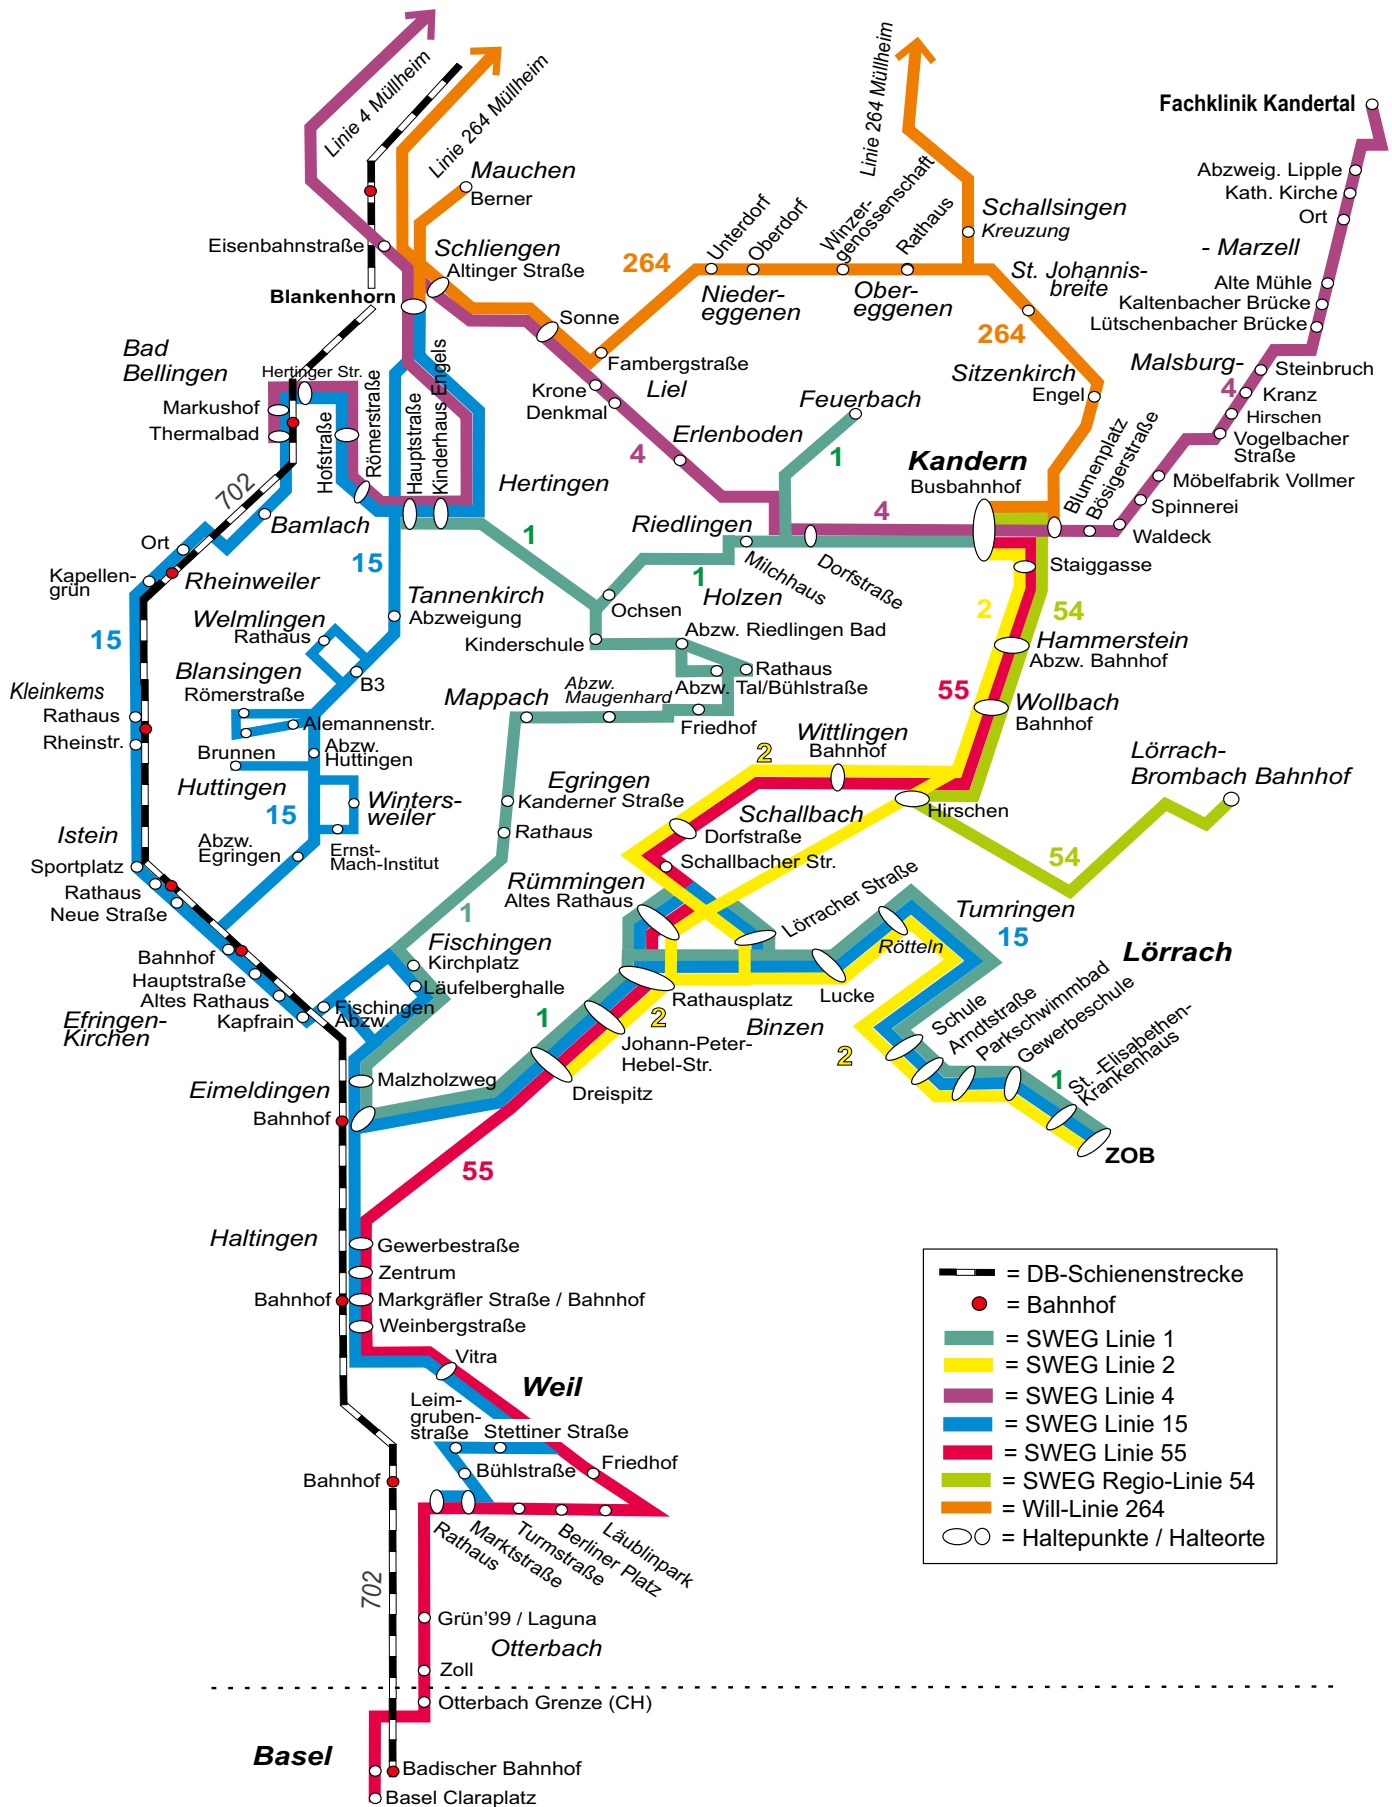 Linie 4 Müllheim
Linie 264 Müllheim
Linie 264 Müllheim
Fachklinik Kandertal
Mauchen
Berner
Abzweig. Lipple
Kath. Kirche
Ort
- Marzell
Eisenbahnstraße
Schliengen
Altinger Straße
Blankenhorn
264
Unterdorf
Oberdorf
Winzer-
genossenschaft
Rathaus
Schallsingen
Kreuzung
Nieder-
eggenen
Ober-
eggenen
St. Johannis-
breite
264
Alte Mühle
Kaltenbacher Brücke
Lütschenbacher Brücke
Malsburg-
4
Steinbruch
Kranz
Hirschen
Vogelbacher
Straße
Möbelfabrik Vollmer
Spinnerei
Waldeck
Sonne
Fambergstraße
Krone
Denkmal
Liel
Sitzenkirch
Engel
Bad
Bellingen
Hertinger Str.
Markushof
Thermalbad
Hofstraße
Römerstraße
Hauptstraße
Kinderhaus Engels
Feuerbach
1
Erlenboden
4
Kandern
Busbahnhof
Blumenplatz
Bösigerstraße
4
Hertingen
702
Bamlach
1
Riedlingen
Milchhaus
Dorfstraße
Staiggasse
Ort
Kapellen-
grün
Rheinweiler
15
1
Holzen
2
54
Tannenkirch
Abzweigung
Ochsen
Welmlingen
Rathaus
Kinderschule
Abzw. Riedlingen Bad
Hammerstein
Abzw. Bahnhof
15
Blansingen
Römerstraße
B3
Rathaus
Abzw. Tal/Bühlstraße
Kleinkems
Rathaus
Rheinstr.
Alemannenstr.
Brunnen
Abzw.
Huttingen
Mappach
Abzw.
Maugenhard
Friedhof
55
Wollbach
Bahnhof
Wittlingen
Bahnhof
2
Lörrach-
Brombach Bahnhof
Huttingen
15
Winters-
weiler
Egringen
Kanderner Straße
Rathaus
Schallbach
Dorfstraße
Hirschen
54
Istein
Sportplatz
Rathaus
Neue Straße
Abzw.
Egringen
Ernst-
Mach-Institut
Schallbacher Str.
Rümmingen
Altes Rathaus
1
Lörracher Straße
Tumringen
15
Rötteln
Lörrach
Bahnhof
Hauptstraße
Altes Rathaus
Kapfrain
Fischingen
Kirchplatz
Läufelberghalle
Fischingen
Abzw.
Efringen-
Kirchen
Rathausplatz
Lucke
Binzen
1
2
2
Johann-Peter-
Hebel-Str.
Dreispitz
Schule
Arndtstraße
Parkschwimmbad
Gewerbeschule
1
St. -Elisabethen-
Krankenhaus
ZOB
Malzholzweg
Eimeldingen
Bahnhof
55
Haltingen
Gewerbestraße
Zentrum
Bahnhof
Markgräfler Straße / Bahnhof
Weinbergstraße
Vitra
Weil
Leim-
gruben-
straße
Stettiner Straße
Bühlstraße
Friedhof
Bahnhof
Rathaus
Marktstraße
Turmstraße
Berliner Platz
Läublinpark
702
Grün'99 / Laguna
Otterbach
Zoll
Otterbach Grenze (CH)
Basel
Badischer Bahnhof
Basel Claraplatz
= DB-Schienenstrecke
= Bahnhof
= SWEG Linie 1
= SWEG Linie 2
= SWEG Linie 4
= SWEG Linie 15
= SWEG Linie 55
= SWEG Regio-Linie 54
= Will-Linie 264
= Haltepunkte / Halteorte